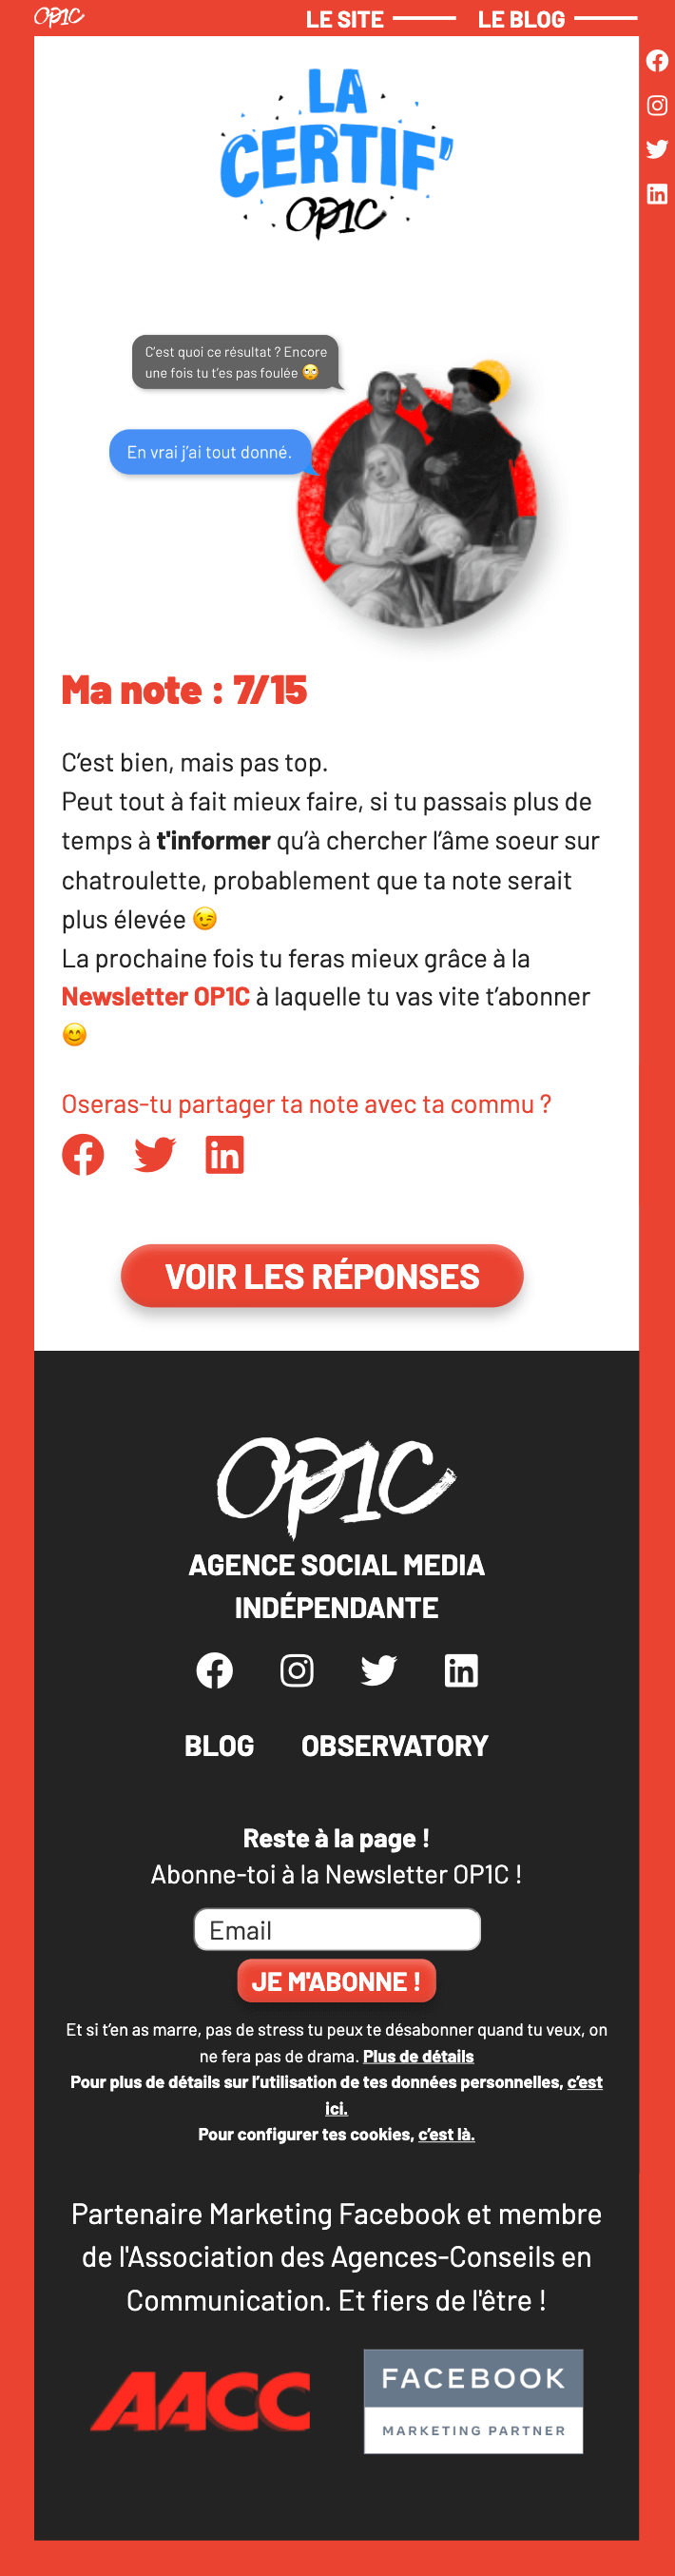 OP1C
LE SITE
LE BLOG
LA
CERTIF'
OP1C
C'est quoi ce résultat ? Encore
une fois tu t'es pas foulée 🙄
En vrai j'ai tout donné.
Ma note : 7/15
C'est bien, mais pas top.
Peut tout à fait mieux faire, si tu passais plus de
temps à t'informer qu'à chercher l'âme soeur sur
chatroulette, probablement que ta note serait
plus élevée 😉
La prochaine fois tu feras mieux grâce à la
Newsletter OP1C à laquelle tu vas vite t'abonner
😊
Oseras-tu partager ta note avec ta commu ?
VOIR LES RÉPONSES
OP1C
AGENCE SOCIAL MEDIA
INDÉPENDANTE
BLOG
OBSERVATORY
Reste à la page !
Abonne-toi à la Newsletter OP1C !
Email
JE M'ABONNE !
Et si t'en as marre, pas de stress tu peux te désabonner quand tu veux, on
ne fera pas de drama. Plus de détails
Pour plus de détails sur l'utilisation de tes données personnelles, c'est
ici.
Pour configurer tes cookies, c'est là.
Partenaire Marketing Facebook et membre
de l'Association des Agences-Conseils en
Communication. Et fiers de l'être !
AACC
FACEBOOK
MARKETING PARTNER